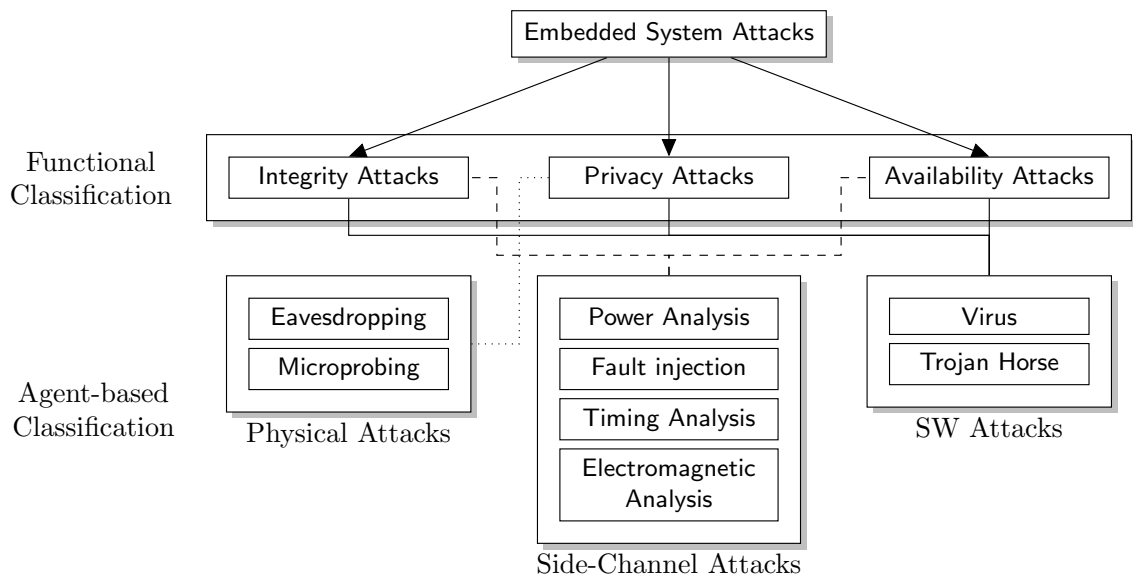 Embedded System Attacks
Functional
Classification
Integrity Attacks
Privacy Attacks
Availability Attacks
Agent-based
Classification
Eavesdropping
Microprobing
Physical Attacks
Power Analysis
Fault injection
Timing Analysis
Electromagnetic
Analysis
Side-Channel Attacks
Virus
Trojan Horse
SW Attacks